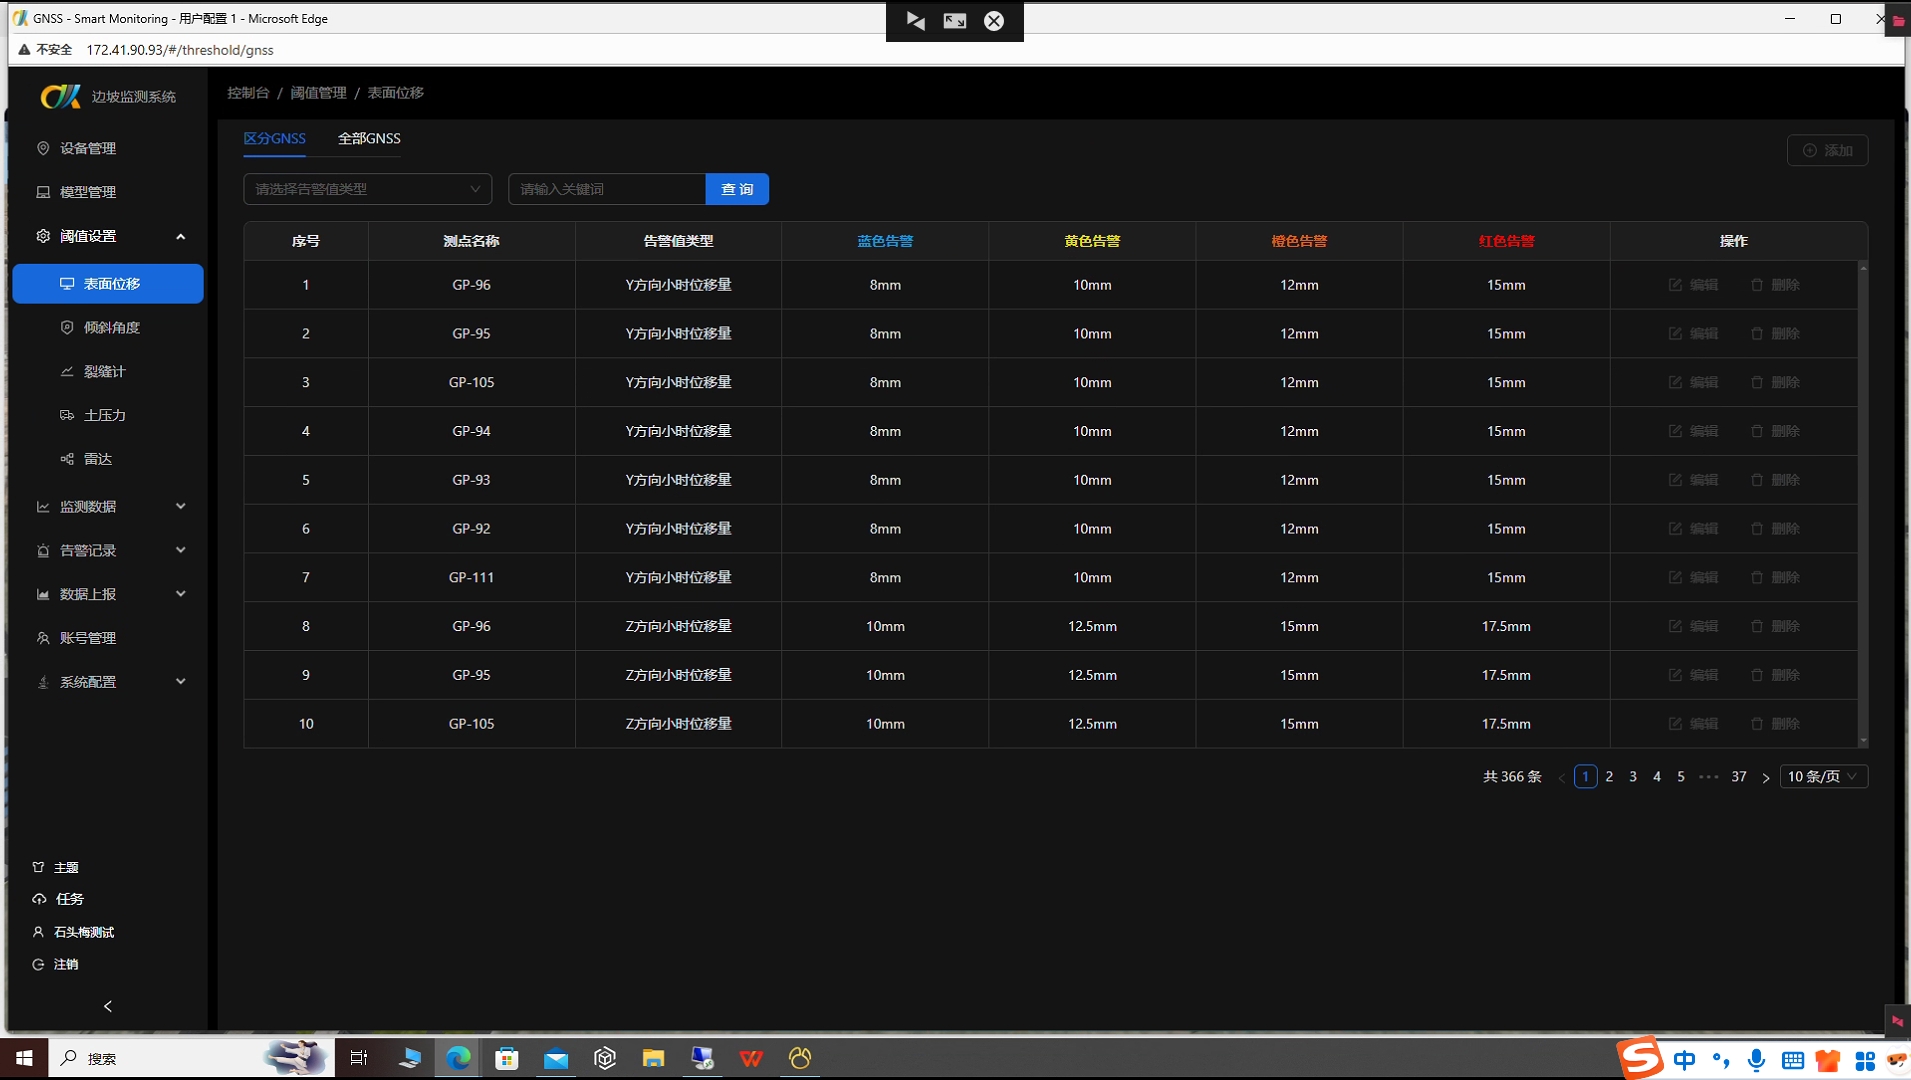 GNSS - Smart Monitoring - 用户配置 1 - Microsoft Edge
不安全 172.41.90.93/#/threshold/gnss
边坡监测系统
控制台 / 阈值管理 / 表面位移
设备管理
模型管理
阈值设置
表面位移
倾斜角度
裂缝计
土压力
雷达
监测数据
告警记录
数据上报
账号管理
系统配置
主题
任务
石头梅测试
注销
区分GNSS 全部GNSS
添加
请选择告警值类型 请输入关键词 查 询
序号 测点名称 告警值类型 蓝色告警 黄色告警 橙色告警 红色告警 操作
1 GP-96 Y方向小时位移量 8mm 10mm 12mm 15mm 编辑 删除
2 GP-95 Y方向小时位移量 8mm 10mm 12mm 15mm 编辑 删除
3 GP-105 Y方向小时位移量 8mm 10mm 12mm 15mm 编辑 删除
4 GP-94 Y方向小时位移量 8mm 10mm 12mm 15mm 编辑 删除
5 GP-93 Y方向小时位移量 8mm 10mm 12mm 15mm 编辑 删除
6 GP-92 Y方向小时位移量 8mm 10mm 12mm 15mm 编辑 删除
7 GP-111 Y方向小时位移量 8mm 10mm 12mm 15mm 编辑 删除
8 GP-96 Z方向小时位移量 10mm 12.5mm 15mm 17.5mm 编辑 删除
9 GP-95 Z方向小时位移量 10mm 12.5mm 15mm 17.5mm 编辑 删除
10 GP-105 Z方向小时位移量 10mm 12.5mm 15mm 17.5mm 编辑 删除
共 366 条 < 1 2 3 4 5 ••• 37 > 10 条/页
搜索
中